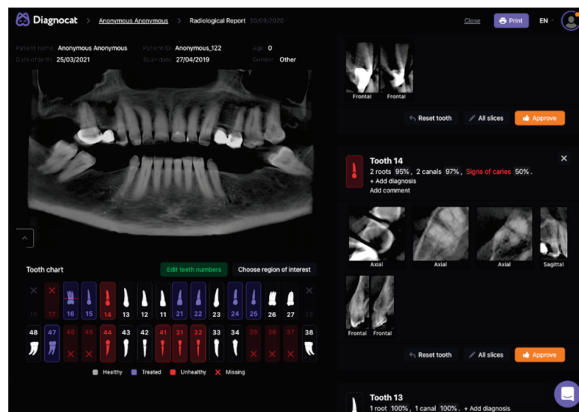 Diagnocat > Anonymous Anonymous > Radiological Report 30/09/2020
Close Print EN
Patient name Anonymous Anonymous Patient ID Anonymous_122 Age 0
Date of birth 25/03/2021 Scan date 27/04/2019 Gender Other
Frontal Frontal
Reset tooth All slices Approve
Tooth 14
2 roots 95%, 2 canals 97%, Signs of caries 50%.
+ Add diagnosis
Add comment
Axial Axial Axial Sagittal
Frontal Frontal
Reset tooth All slices Approve
Tooth 13
1 root 100%, 1 canal 100%, + Add diagnosis
Tooth chart Edit teeth numbers Choose region of interest
18 17 16 15 14 13 12 11 21 22 23 24 25 26 27 28
48 47 46 45 44 43 42 41 31 32 33 34 35 36 37 38
Healthy Treated Unhealthy Missing